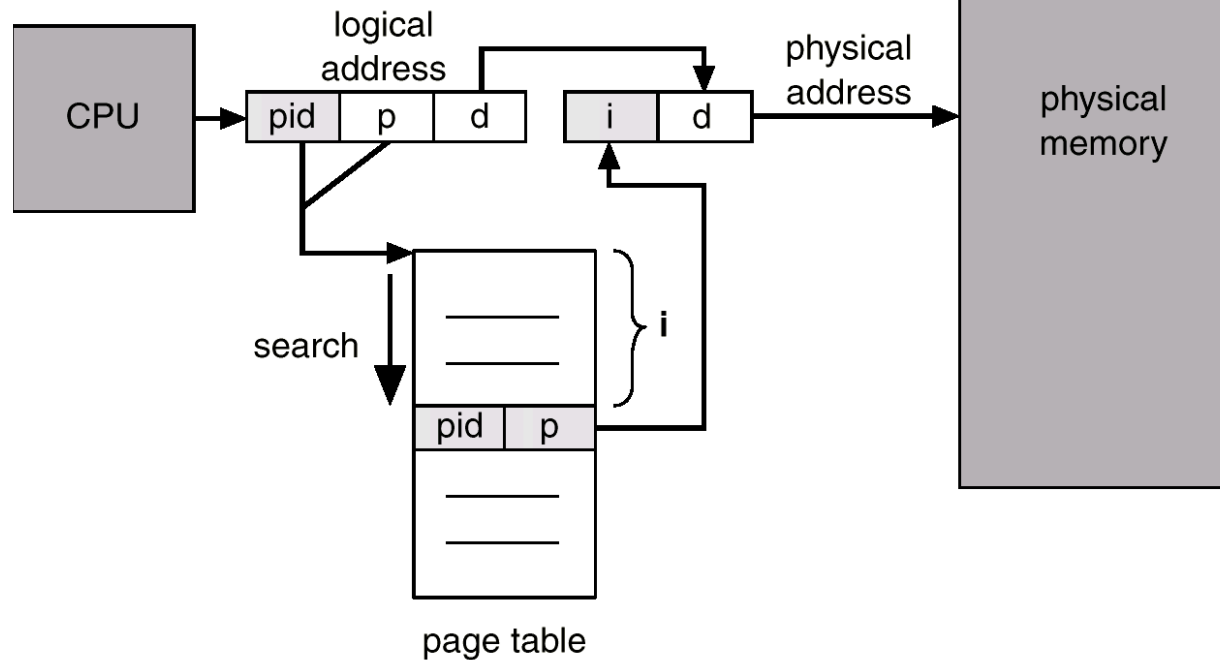 logical
address
physical
address
CPU
pid p d
i d
physical
memory
search
i
pid p
page table